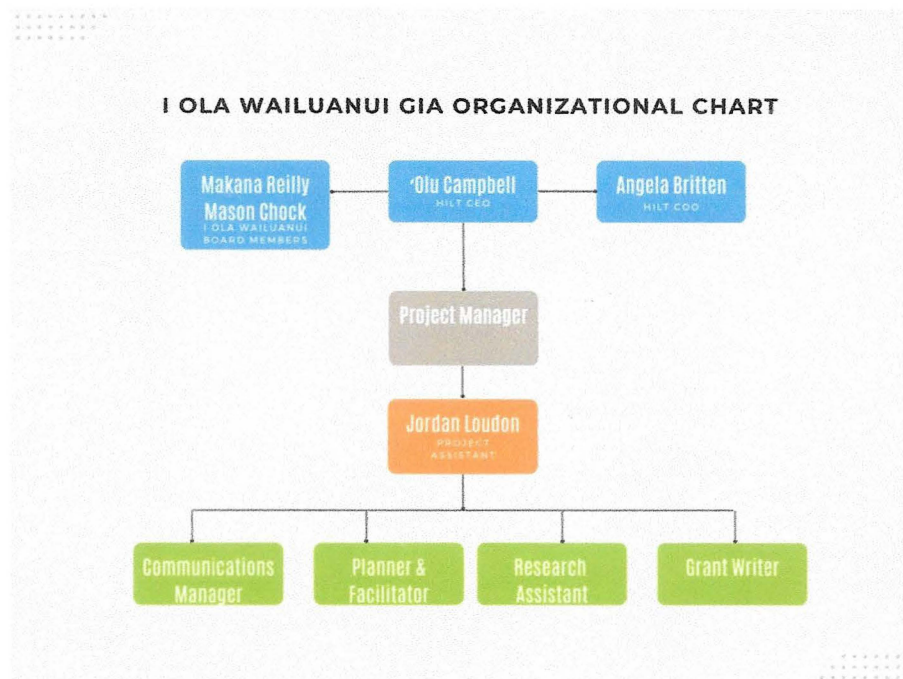 I OLA WAILUANUI GIA ORGANIZATIONAL CHART
Makana Reilly
Mason Chock
I OLA WAILUANUI
BOARD MEMBERS
‘Olu Campbell
HILT CEO
Angela Britten
HILT COO
Project Manager
Jordan Loudon
PROJECT
ASSISTANT
Communications
Manager
Planner &
Facilitator
Research
Assistant
Grant Writer